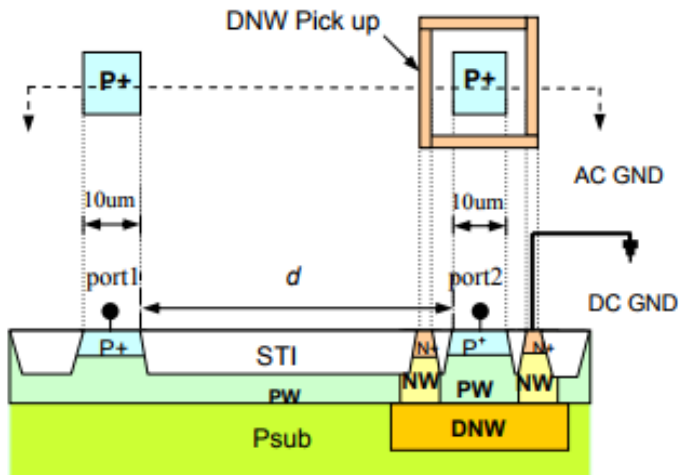 DNW Pick up
P+
P+
AC GND
10um
10um
port1
d
port2
DC GND
P+
STI
N+
P+
N+
NW
PW
NW
PW
Psub
DNW